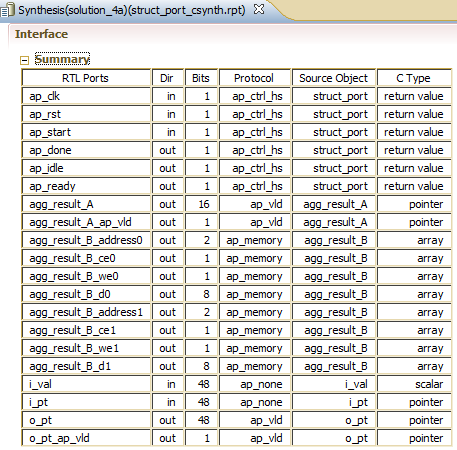 Synthesis(solution_4a)(struct_port_csynth.rpt)
Interface
Summary
RTL Ports Dir Bits Protocol Source Object C Type
ap_clk in 1 ap_ctrl_hs struct_port return value
ap_rst in 1 ap_ctrl_hs struct_port return value
ap_start in 1 ap_ctrl_hs struct_port return value
ap_done out 1 ap_ctrl_hs struct_port return value
ap_idle out 1 ap_ctrl_hs struct_port return value
ap_ready out 1 ap_ctrl_hs struct_port return value
agg_result_A out 16 ap_vld agg_result_A pointer
agg_result_A_ap_vld out 1 ap_vld agg_result_A pointer
agg_result_B_address0 out 2 ap_memory agg_result_B array
agg_result_B_ce0 out 1 ap_memory agg_result_B array
agg_result_B_we0 out 1 ap_memory agg_result_B array
agg_result_B_d0 out 8 ap_memory agg_result_B array
agg_result_B_address1 out 2 ap_memory agg_result_B array
agg_result_B_ce1 out 1 ap_memory agg_result_B array
agg_result_B_we1 out 1 ap_memory agg_result_B array
agg_result_B_d1 out 8 ap_memory agg_result_B array
i_val in 48 ap_none i_val scalar
i_pt in 48 ap_none i_pt pointer
o_pt out 48 ap_vld o_pt pointer
o_pt_ap_vld out 1 ap_vld o_pt pointer